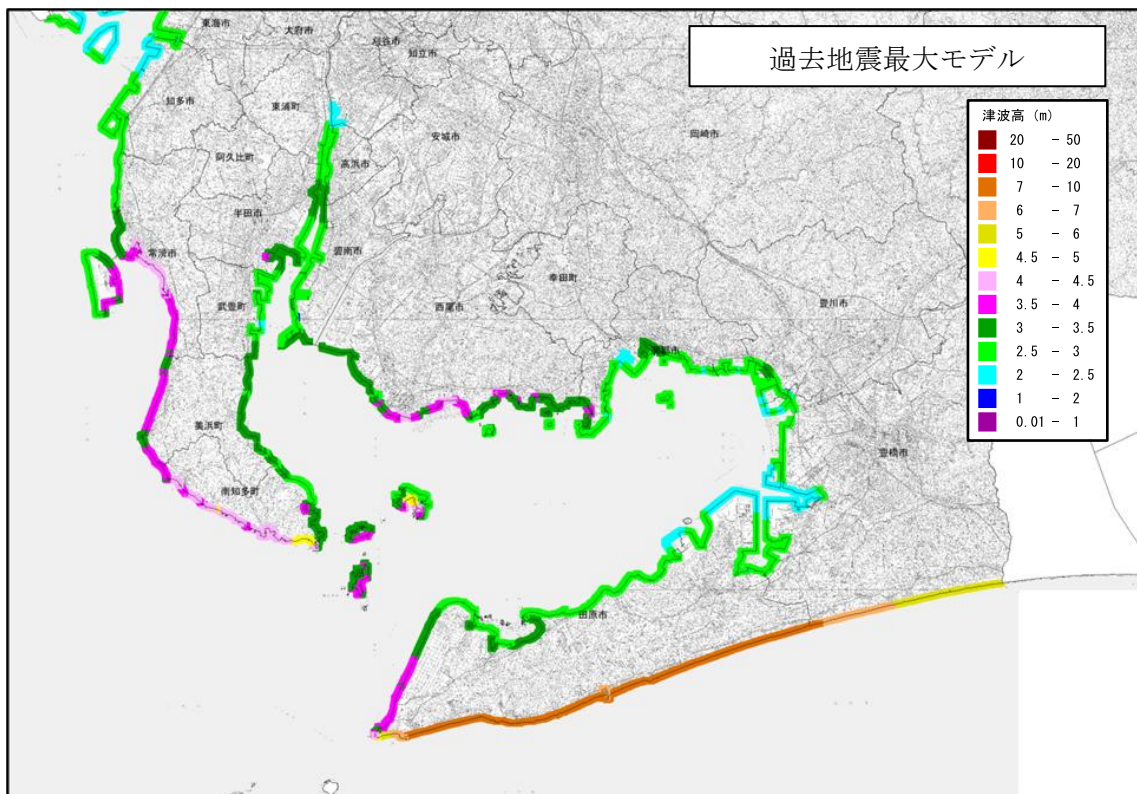 過去地震最大モデル
津波高 (m)
20 - 50
10 - 20
7 - 10
6 - 7
5 - 6
4.5 - 5
4 - 4.5
3.5 - 4
3 - 3.5
2.5 - 3
2 - 2.5
1 - 2
0.01 - 1
東海市
大府市
刈谷市
知立市
知多市
東浦町
安城市
岡崎市
阿久比町
高浜市
半田市
碧南市
常滑市
幸田町
武豊町
西尾市
豊川市
美浜町
豊橋市
南知多町
田原市